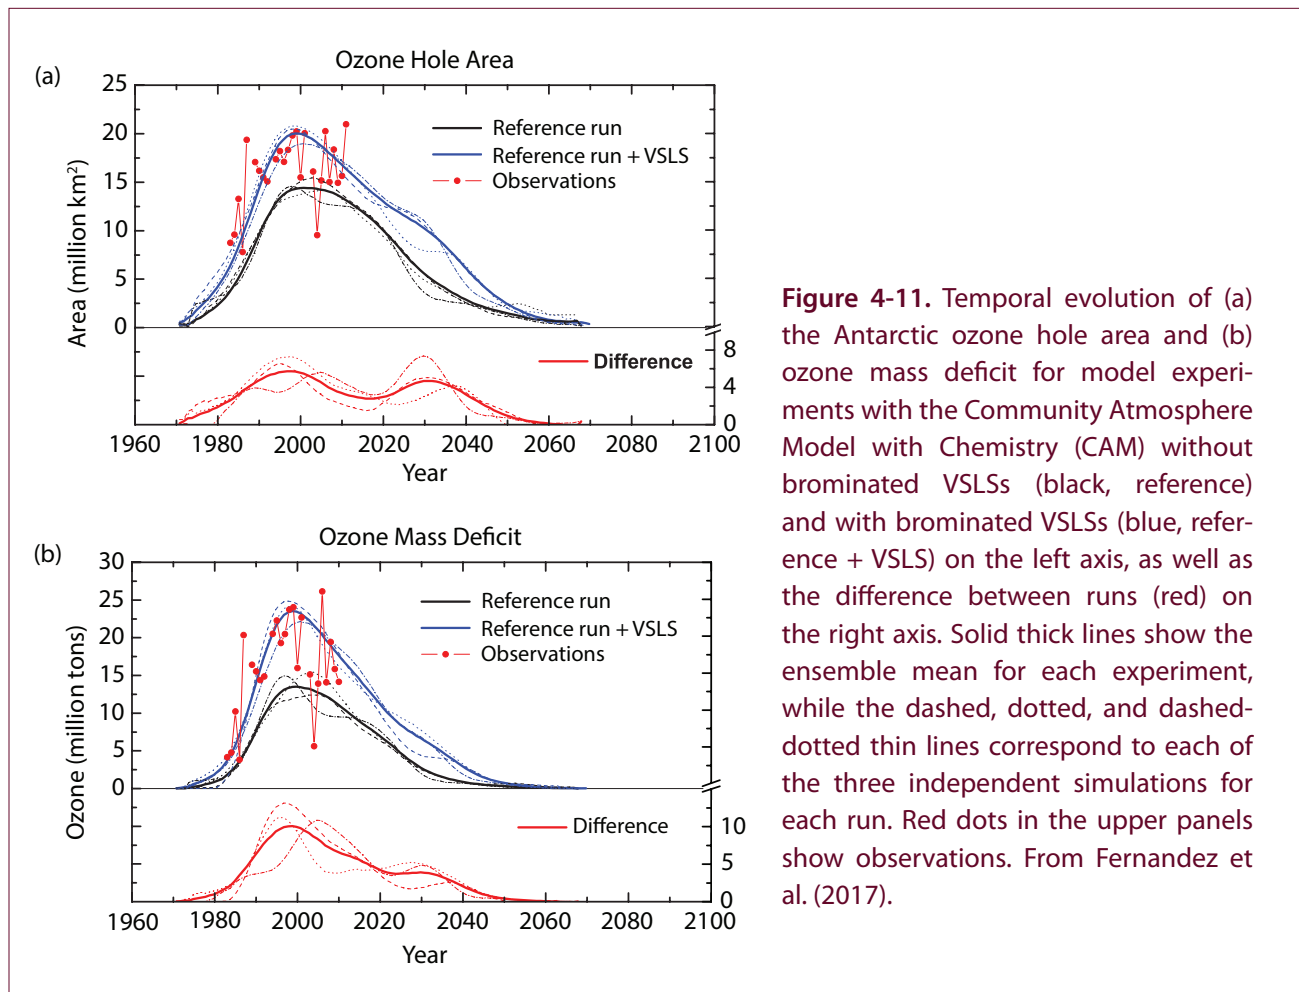 Ozone Hole Area
(a)
25
20
15
10
5
0
Area (million km²)
Reference run
Reference run + VSLS
Observations
Difference
8
4
0
1960 1980 2000 2020 2040 2060 2080 2100
Year
Ozone Mass Deficit
(b)
30
25
20
15
10
5
0
Ozone (million tons)
Reference run
Reference run + VSLS
Observations
Difference
10
5
0
1960 1980 2000 2020 2040 2060 2080 2100
Year
Figure 4-11. Temporal evolution of (a)
the Antarctic ozone hole area and (b)
ozone mass deficit for model experi-
ments with the Community Atmosphere
Model with Chemistry (CAM) without
brominated VSLSs (black, reference)
and with brominated VSLSs (blue, refer-
ence + VSLS) on the left axis, as well as
the difference between runs (red) on
the right axis. Solid thick lines show the
ensemble mean for each experiment,
while the dashed, dotted, and dashed-
dotted thin lines correspond to each of
the three independent simulations for
each run. Red dots in the upper panels
show observations. From Fernandez et
al. (2017).